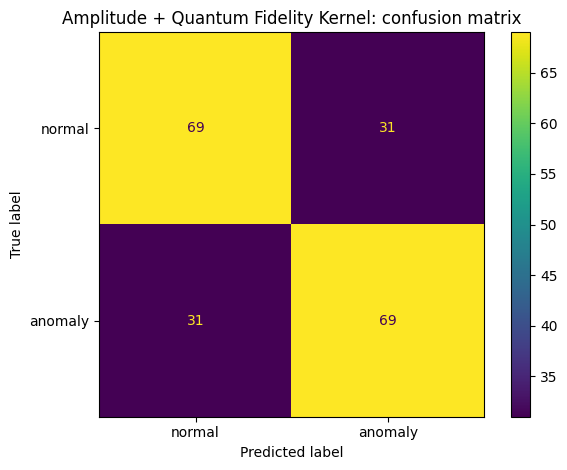 Amplitude + Quantum Fidelity Kernel: confusion matrix
True label
normal
anomaly
69
31
31
69
normal
anomaly
Predicted label
65
60
55
50
45
40
35